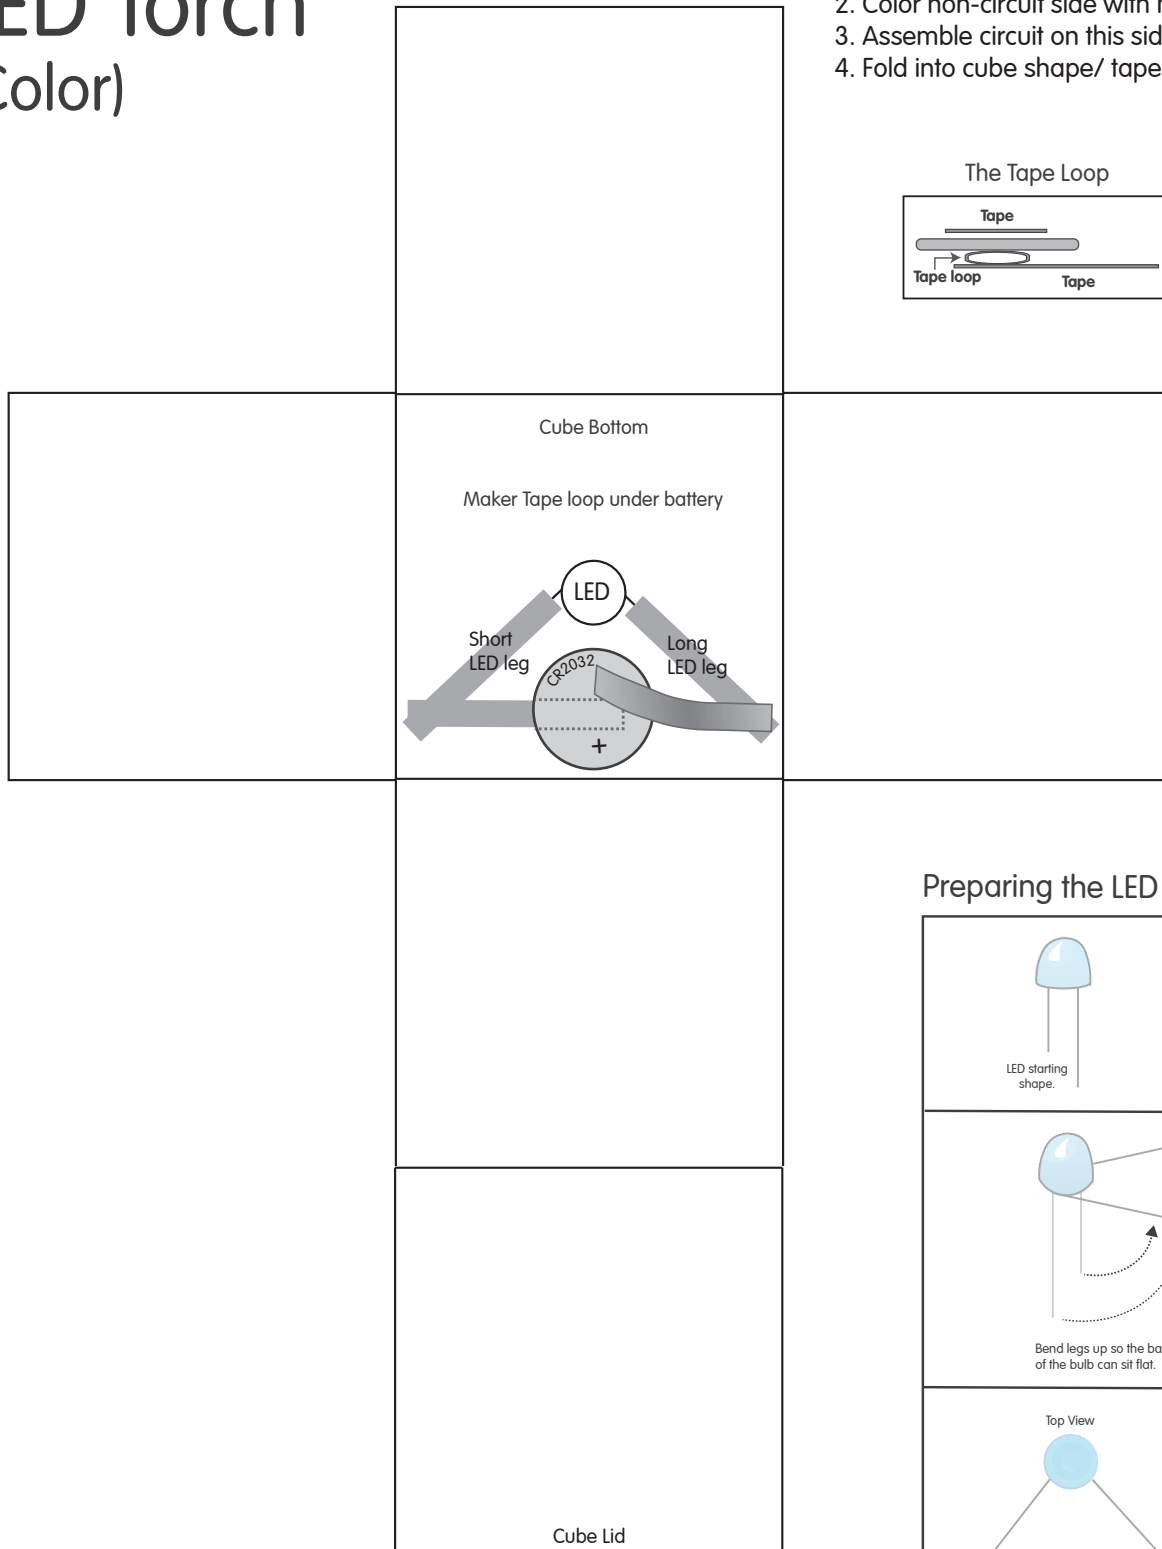 ED Torch
Color)
2. Color non-circuit side with
3. Assemble circuit on this sid
4. Fold into cube shape/ tape
The Tape Loop
Tape
Tape loop
Tape
Cube Bottom
Maker Tape loop under battery
LED
Short
LED leg
Long
LED leg
CR2032
+
Preparing the LED
LED starting
shape.
Bend legs up so the ba
of the bulb can sit flat.
Top View
Cube Lid